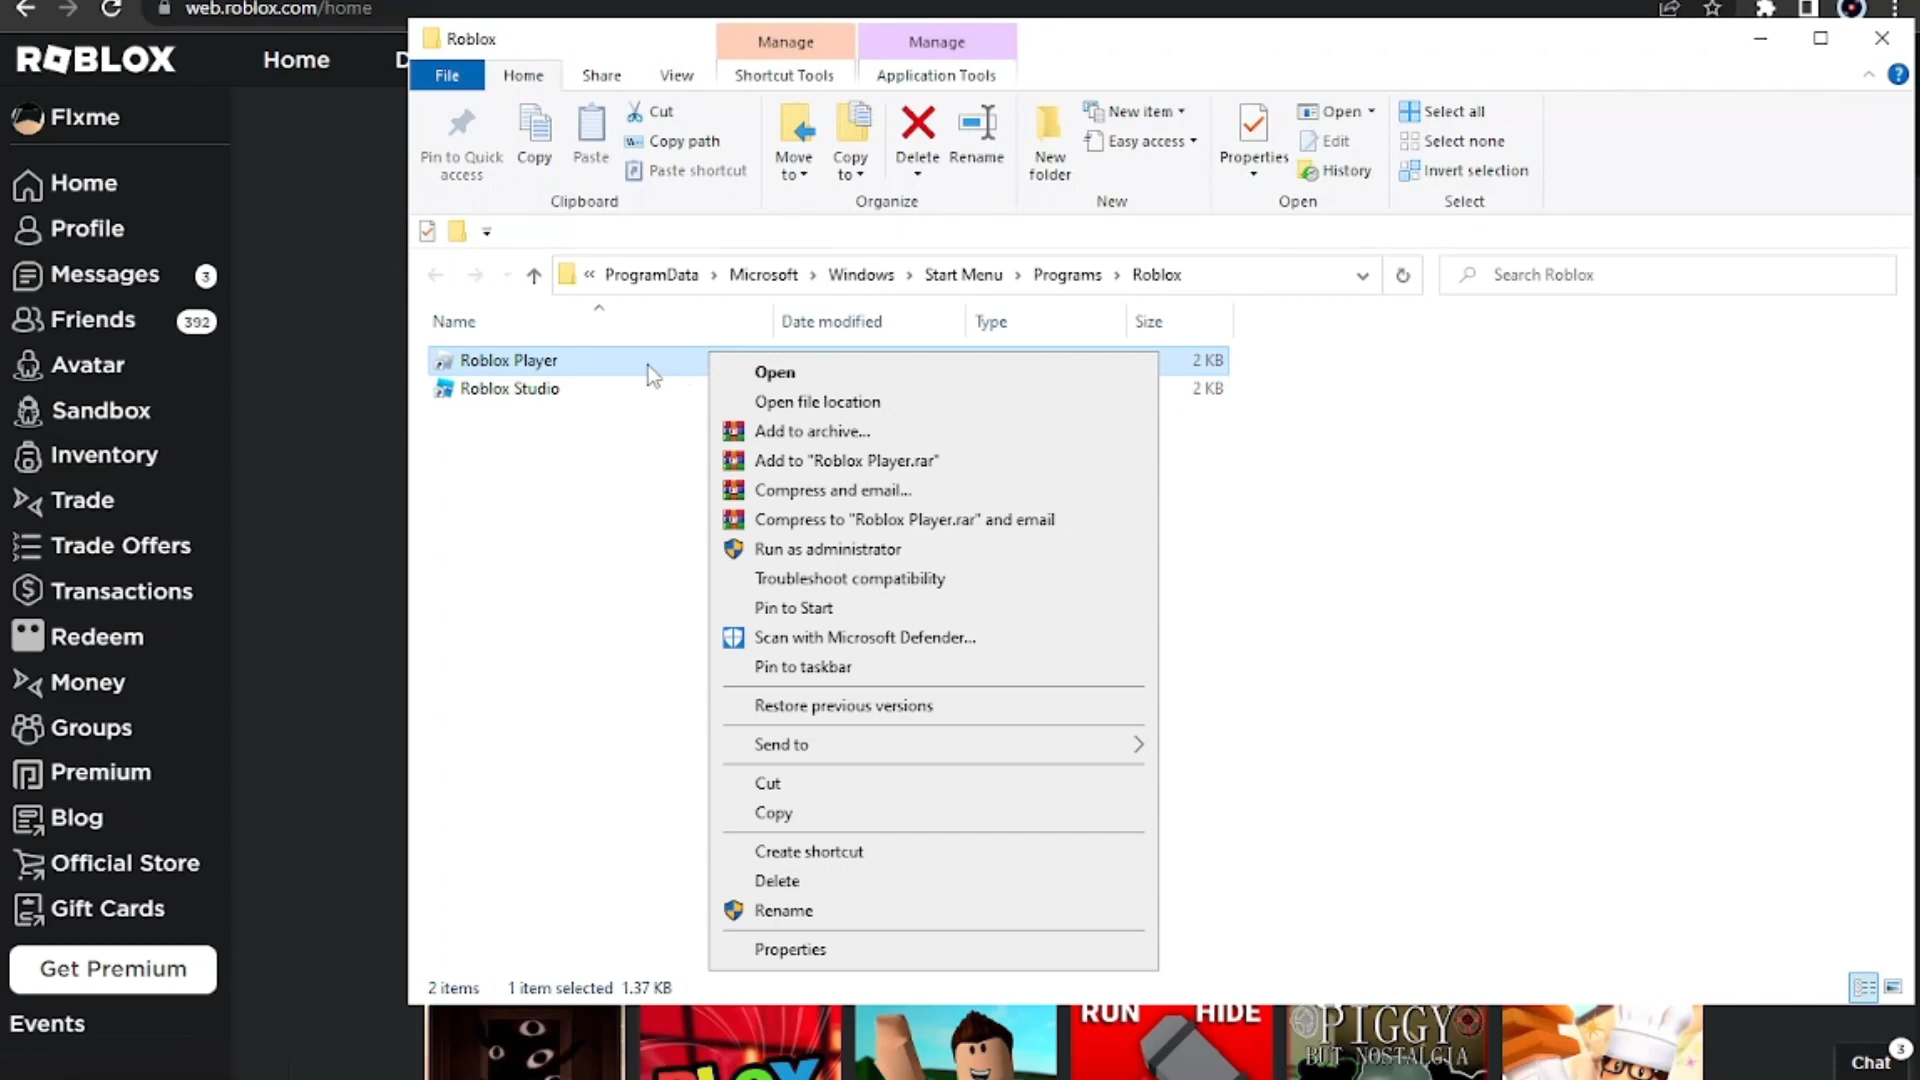 web.roblox.com/home
ROBLOX
Home
Flxme
Home
Profile
Messages 3
Friends 392
Avatar
Sandbox
Inventory
Trade
Trade Offers
Transactions
Redeem
Money
Groups
Premium
Blog
Official Store
Gift Cards
Get Premium
Events
Roblox
Manage
Manage
File
Home
Share
View
Shortcut Tools
Application Tools
Pin to Quick
access
Copy
Paste
Cut
Copy path
Paste shortcut
Clipboard
Move
to
Copy
to
Delete
Rename
Organize
New
folder
New item
Easy access
New
Properties
Open
Edit
History
Open
Select all
Select none
Invert selection
Select
« ProgramData > Microsoft > Windows > Start Menu > Programs > Roblox
Search Roblox
Name
Date modified
Type
Size
Roblox Player
2 KB
Roblox Studio
2 KB
Open
Open file location
Add to archive...
Add to "Roblox Player.rar"
Compress and email...
Compress to "Roblox Player.rar" and email
Run as administrator
Troubleshoot compatibility
Pin to Start
Scan with Microsoft Defender...
Pin to taskbar
Restore previous versions
Send to
Cut
Copy
Create shortcut
Delete
Rename
Properties
2 items
1 item selected 1.37 KB
RUN HIDE
PIGGY
BUT NOSTALGIA
Chat 3